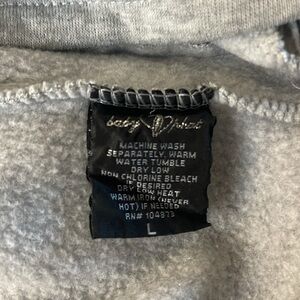 baby phat
MACHINE WASH
SEPARATELY, WARM
WATER TUMBLE
DRY LOW
NON CHLORINE BLEACH
IF DESIRED
DRY LOW HEAT
WARM IRON (NEVER
HOT) IF NEEDED
RN# 104873
L